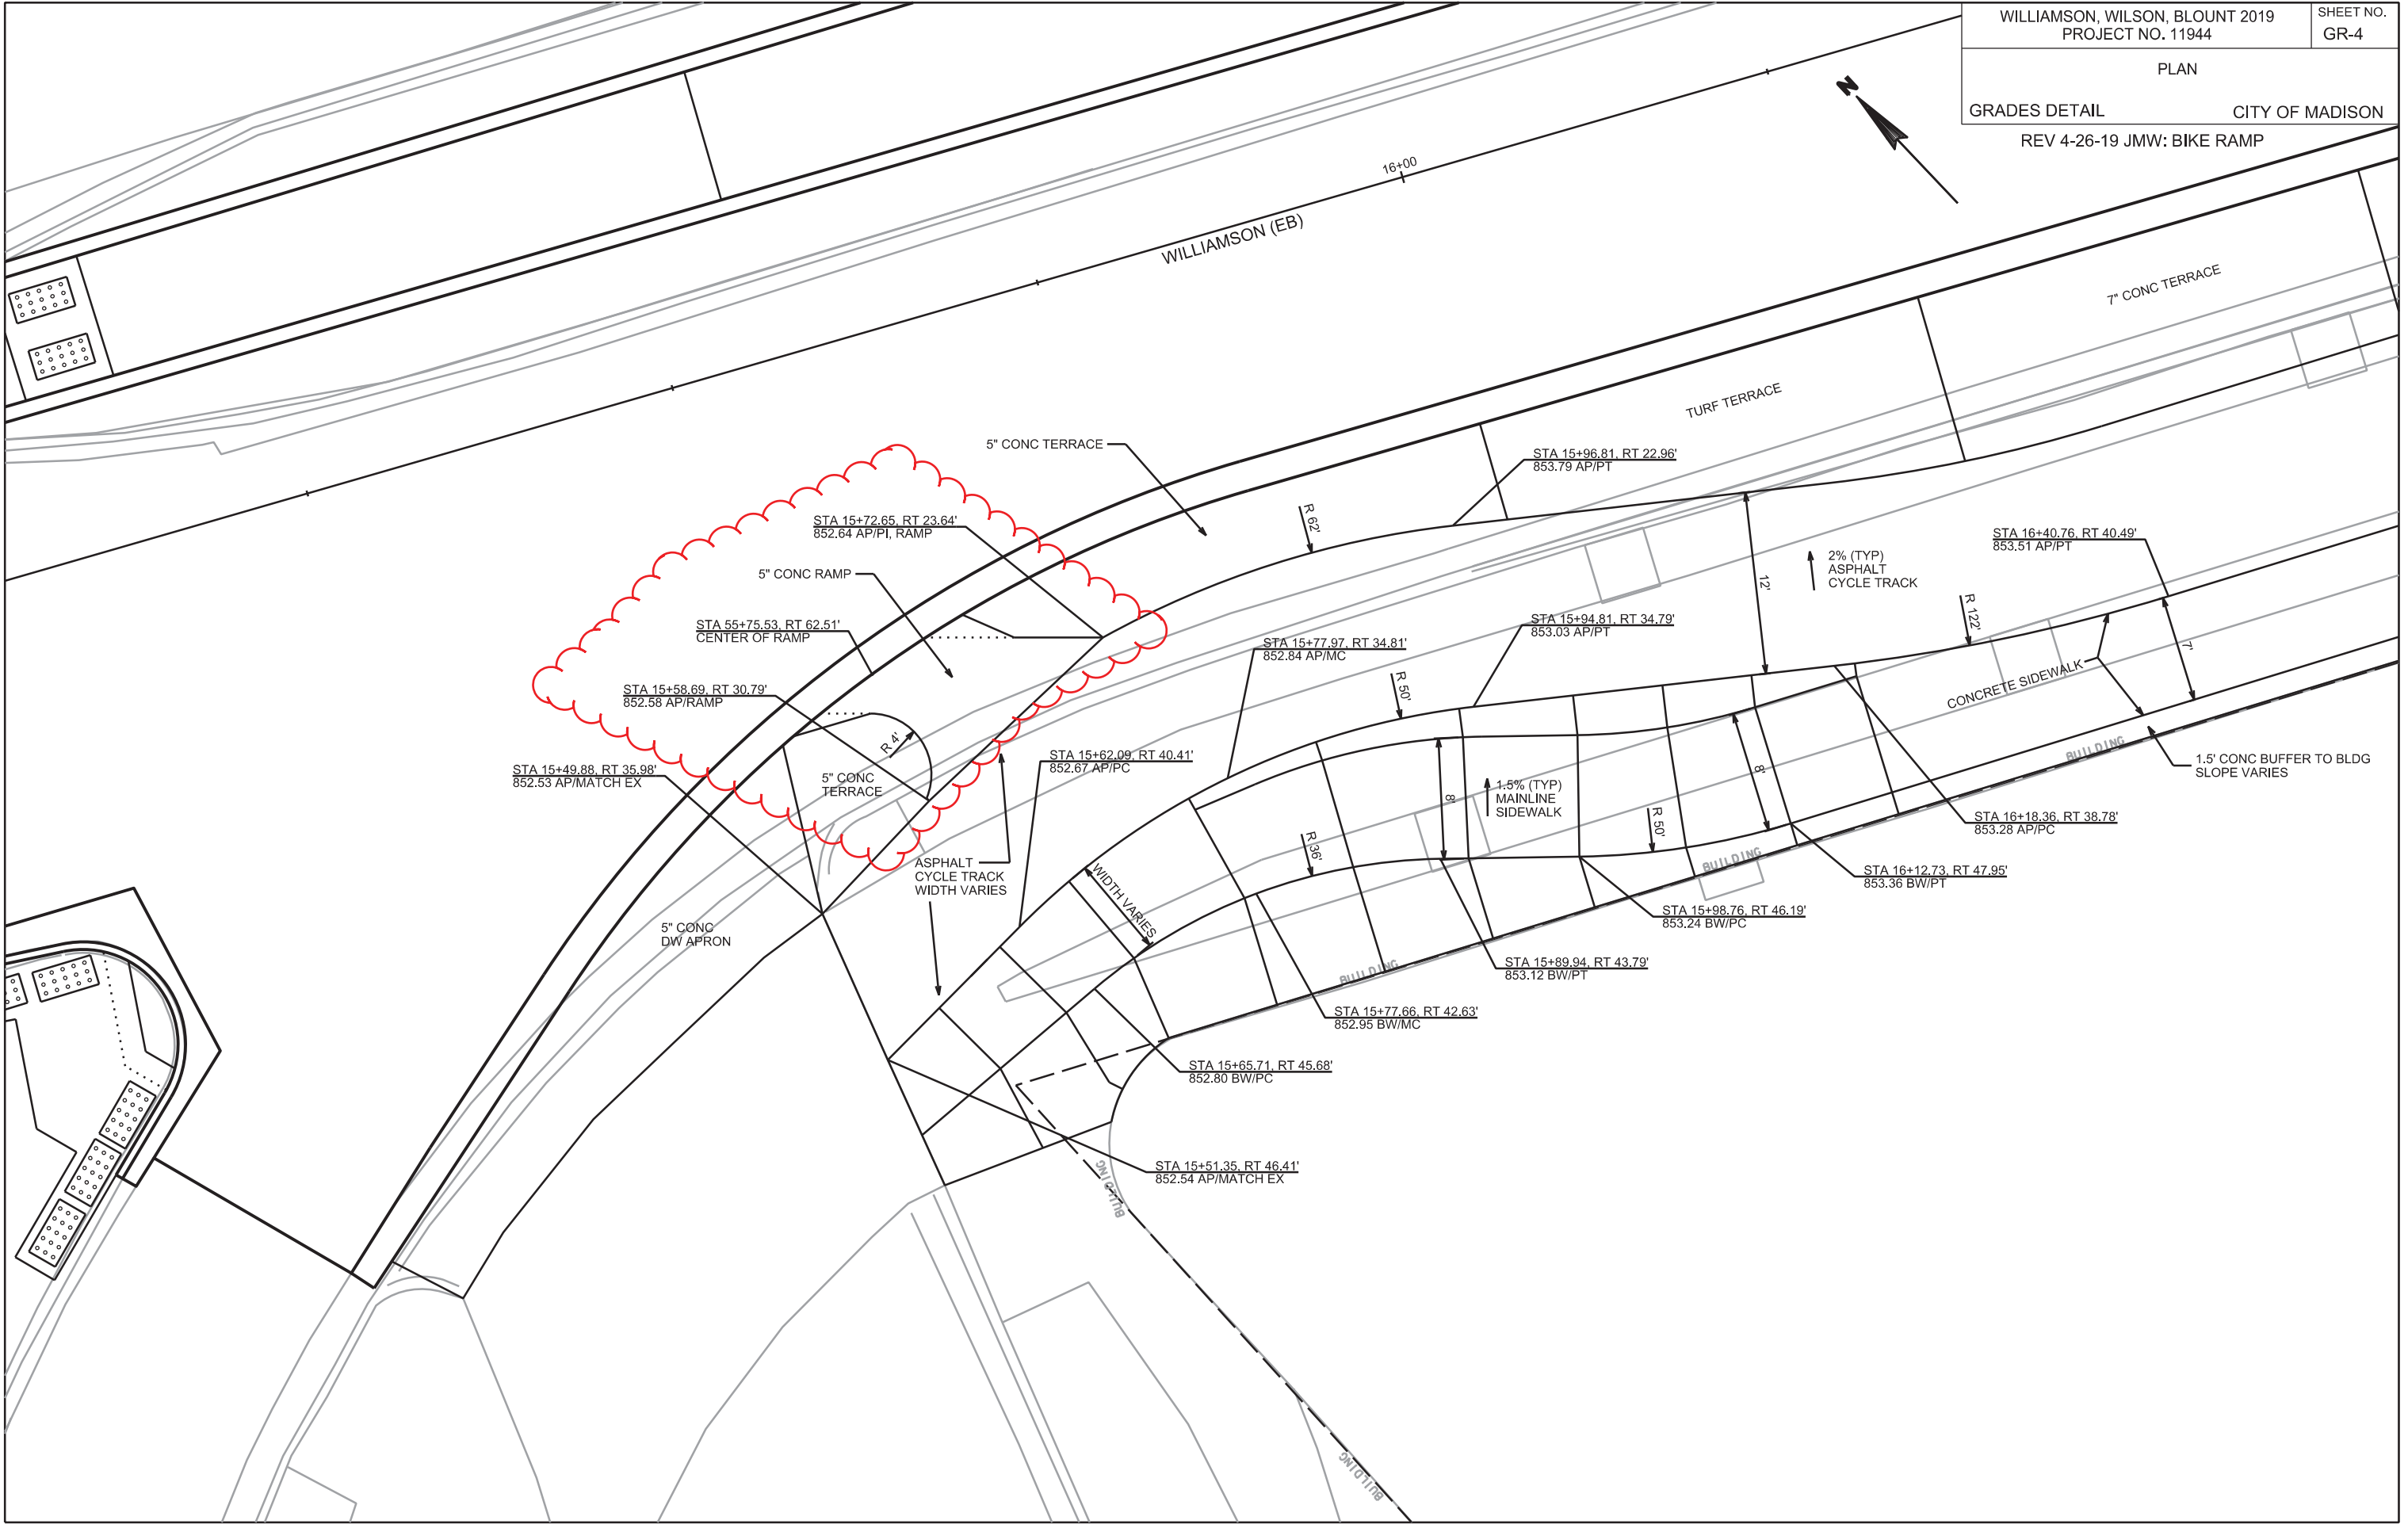 WILLIAMSON, WILSON, BLOUNT 2019
PROJECT NO. 11944
SHEET NO.
GR-4
PLAN
GRADES DETAIL
CITY OF MADISON
REV 4-26-19 JMW: BIKE RAMP
N
16+00
WILLIAMSON (EB)
7" CONC TERRACE
TURF TERRACE
5" CONC TERRACE
STA 15+96.81, RT 22.96'
853.79 AP/PT
STA 15+72.65, RT 23.64'
852.64 AP/PI, RAMP
R 62'
STA 16+40.76, RT 40.49'
853.51 AP/PT
2% (TYP)
ASPHALT
CYCLE TRACK
12'
5" CONC RAMP
STA 55+75.53, RT 62.51'
CENTER OF RAMP
STA 15+94.81, RT 34.79'
853.03 AP/PT
R 122'
STA 15+77.97, RT 34.81'
852.84 AP/MC
7'
CONCRETE SIDEWALK
STA 15+58.69, RT 30.79'
852.58 AP/RAMP
R 50'
R 4'
STA 15+62.09, RT 40.41'
852.67 AP/PC
BUILDING
1.5' CONC BUFFER TO BLDG
SLOPE VARIES
STA 15+49.88, RT 35.98'
852.53 AP/MATCH EX
5" CONC
TERRACE
8'
1.5% (TYP)
MAINLINE
SIDEWALK
8'
STA 16+18.36, RT 38.78'
853.28 AP/PC
R 36'
R 50'
BUILDING
ASPHALT
CYCLE TRACK
WIDTH VARIES
WIDTH VARIES
STA 16+12.73, RT 47.95'
853.36 BW/PT
STA 15+98.76, RT 46.19'
853.24 BW/PC
5" CONC
DW APRON
BUILDING
STA 15+89.94, RT 43.79'
853.12 BW/PT
STA 15+77.66, RT 42.63'
852.95 BW/MC
STA 15+65.71, RT 45.68'
852.80 BW/PC
STA 15+51.35, RT 46.41'
852.54 AP/MATCH EX
BUILDING
BUILDING